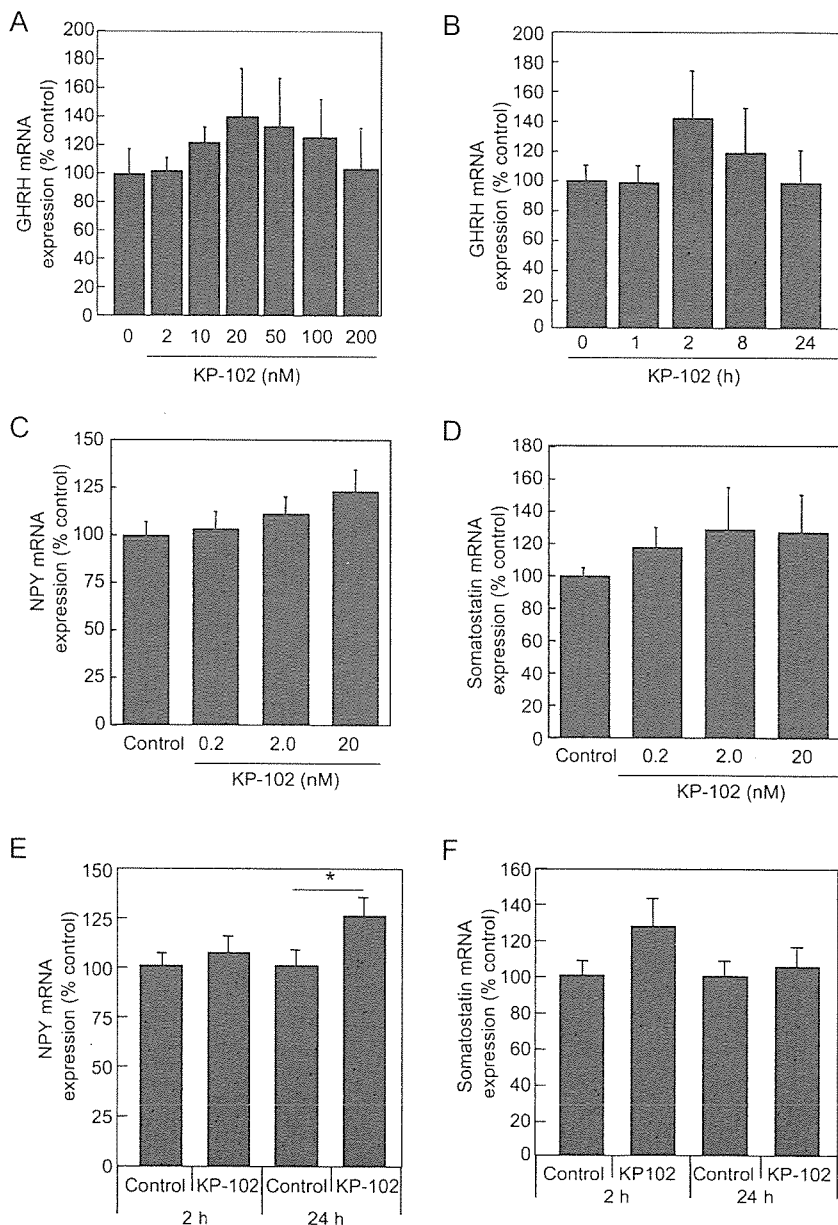 A
GHRH mRNA
expression (% control)
200
180
160
140
120
100
80
60
40
20
0
0 2 10 20 50 100 200
KP-102 (nM)
B
GHRH mRNA
expression (% control)
200
180
160
140
120
100
80
60
40
20
0
0 1 2 8 24
KP-102 (h)
C
NPY mRNA
expression (% control)
150
125
100
75
50
25
0
Control 0.2 2.0 20
KP-102 (nM)
D
Somatostatin mRNA
expression (% control)
180
160
140
120
100
80
60
40
20
0
Control 0.2 2.0 20
KP-102 (nM)
E
NPY mRNA
expression (% control)
150
125
100
75
50
25
0
*
Control KP-102 Control KP-102
2 h 24 h
F
Somatostatin mRNA
expression (% control)
160
140
120
100
80
60
40
20
0
Control KP102 Control KP-102
2 h 24 h